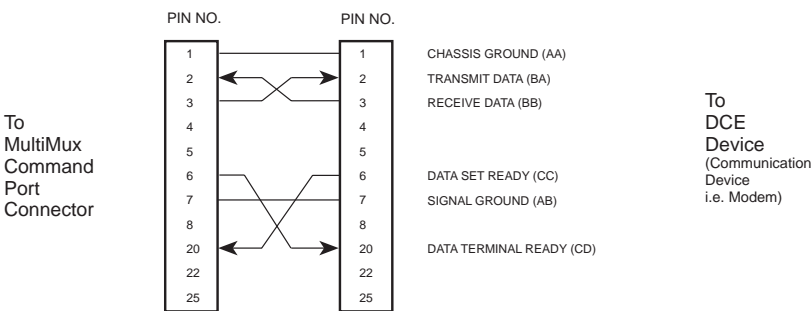 PIN NO. PIN NO.
To
MultiMux
Command
Port
Connector
1 1 CHASSIS GROUND (AA)
2 2 TRANSMIT DATA (BA)
3 3 RECEIVE DATA (BB)
4 4
5 5
6 6 DATA SET READY (CC)
7 7 SIGNAL GROUND (AB)
8 8
20 20 DATA TERMINAL READY (CD)
22 22
25 25
To
DCE
Device
(Communication
Device
i.e. Modem)